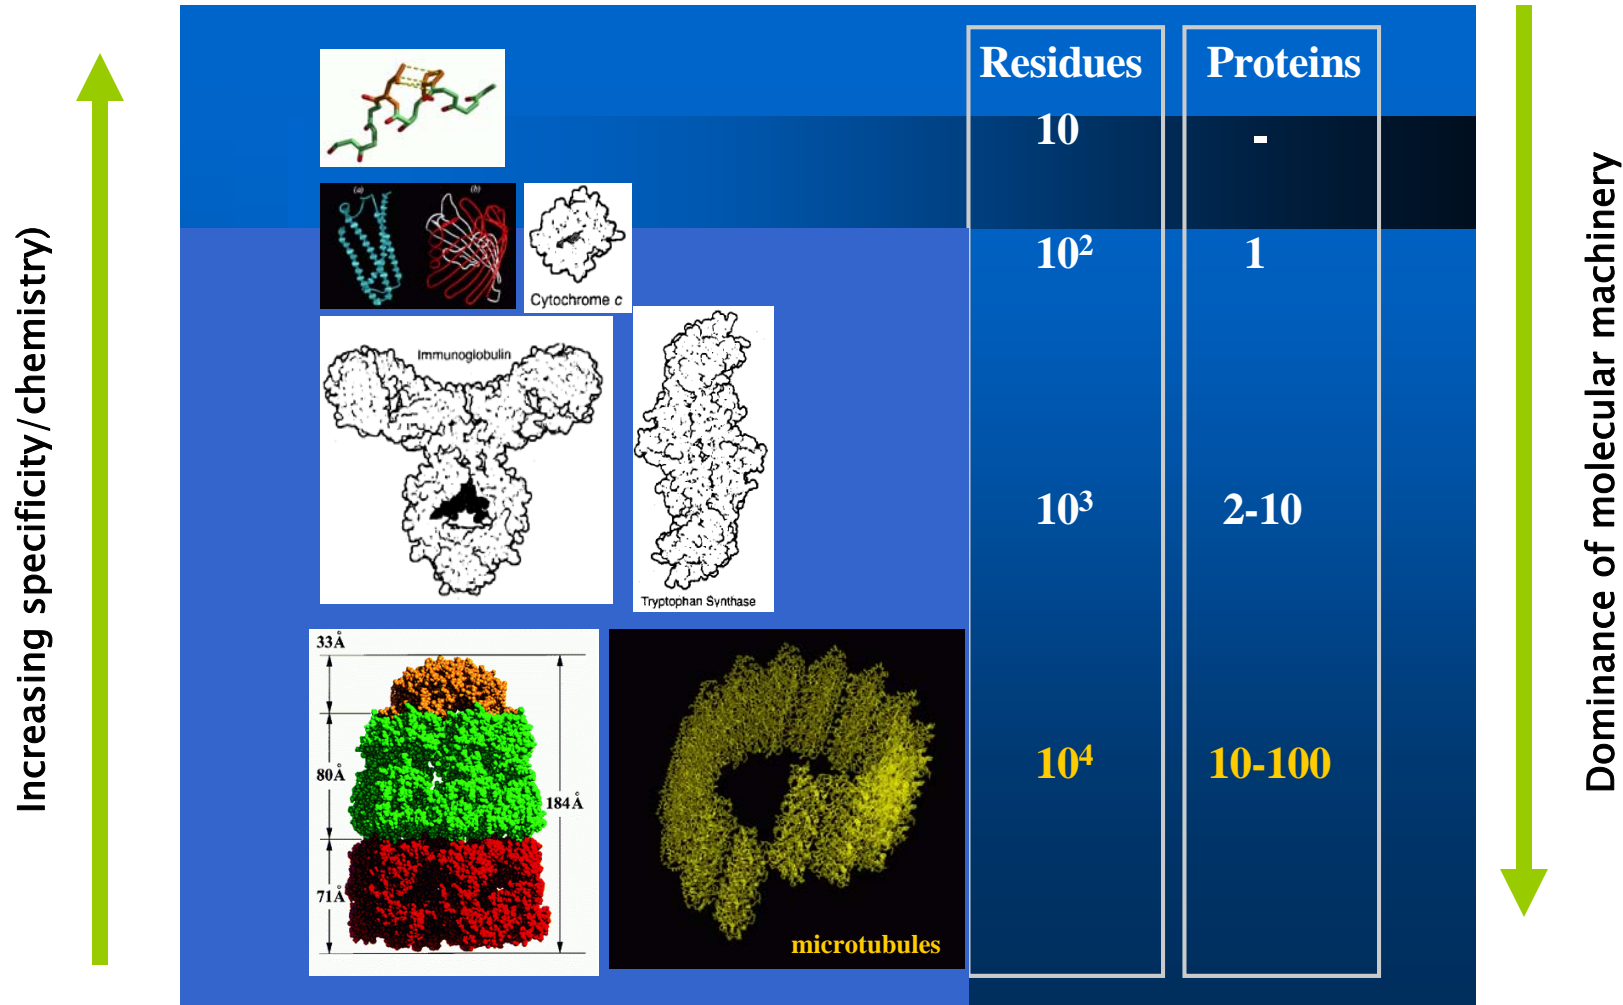 Increasing specificity/chemistry)
Residues
Proteins
10
-
(a)
(b)
Cytochrome c
10²
1
Immunoglobulin
Tryptophan Synthase
10³
2-10
33Å
80Å
184Å
71Å
microtubules
10⁴
10-100
Dominance of molecular machinery